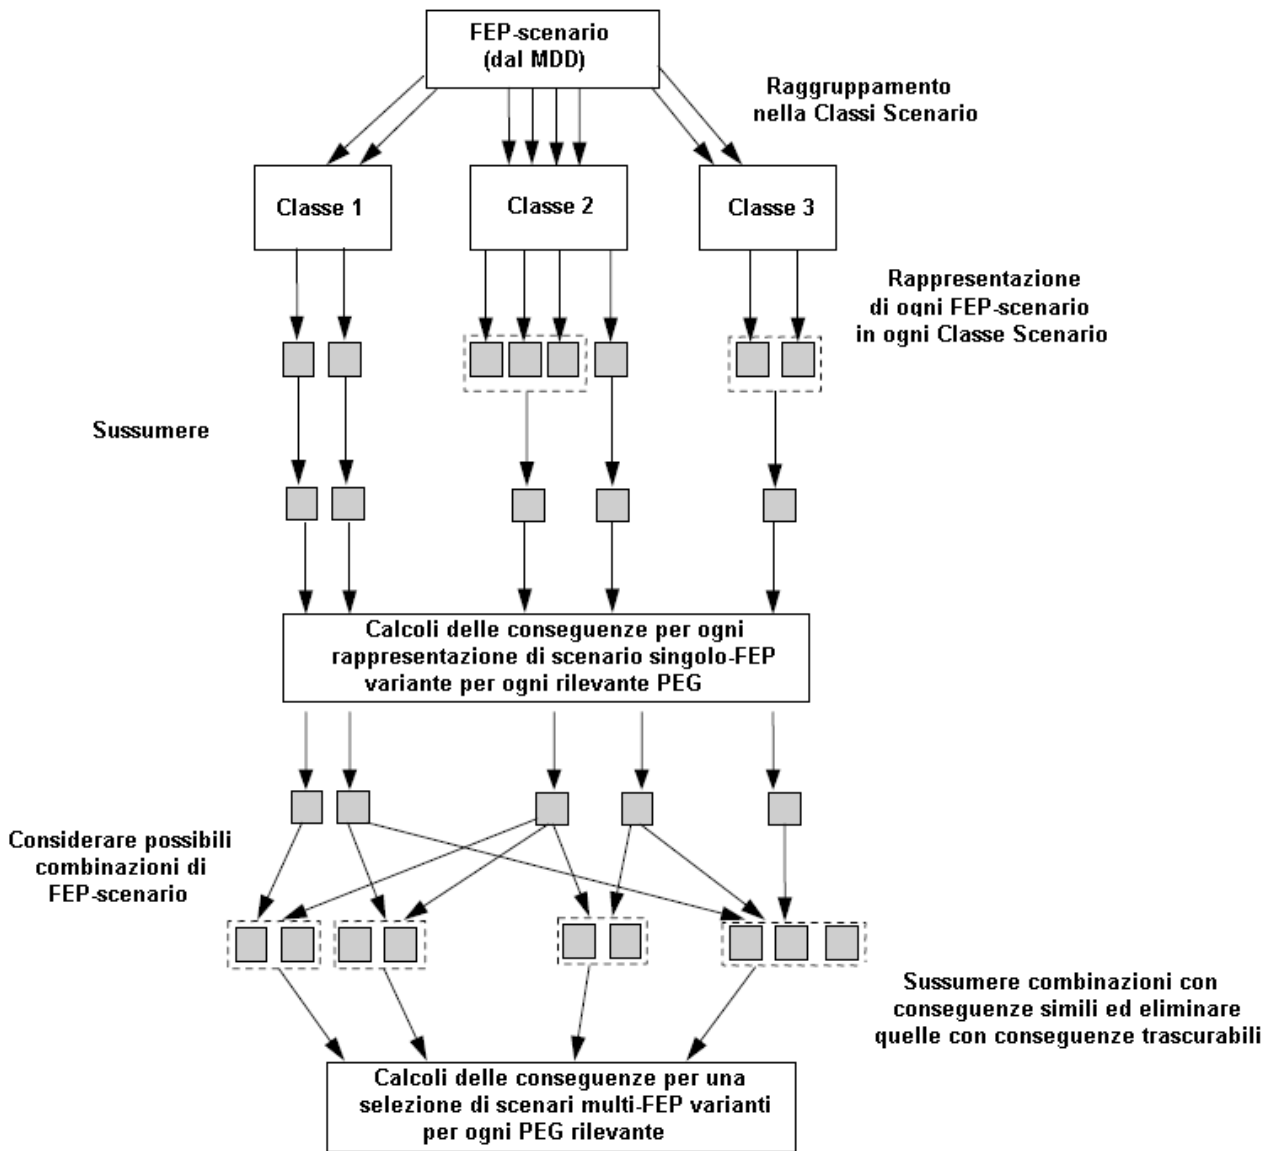 FEP-scenario
(dal MDD)
Raggruppamento
nella Classi Scenario
Classe 1
Classe 2
Classe 3
Rappresentazione
di ogni FEP-scenario
in ogni Classe Scenario
Sussumere
Calcoli delle conseguenze per ogni
rappresentazione di scenario singolo-FEP
variante per ogni rilevante PEG
Considerare possibili
combinazioni di
FEP-scenario
Sussumere combinazioni con
conseguenze simili ed eliminare
quelle con conseguenze trascurabili
Calcoli delle conseguenze per una
selezione di scenari multi-FEP varianti
per ogni PEG rilevante